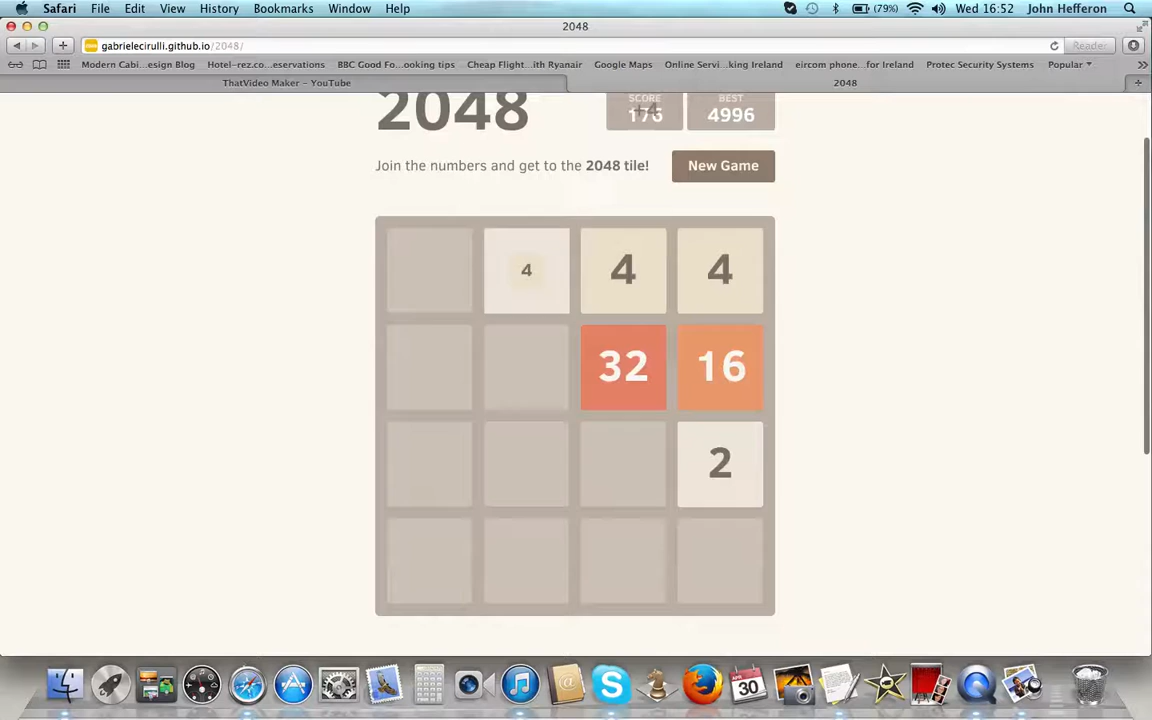 Safari File Edit View History Bookmarks Window Help (79%) Wed 16:52 John Hefferon
2048
gabrielecirulli.github.io/2048/ Reader
Modern Cabi...esign Blog Hotel-rez.co...eservations BBC Good Fo...ooking tips Cheap Flight...ith Ryanair Google Maps Online Servi...king Ireland eircom phone...for Ireland Protec Security Systems Popular
ThatVideo Maker – YouTube 2048
2048 SCORE BEST
176 4996
+4
Join the numbers and get to the 2048 tile! New Game
4 4 4
32 16
2
APR
30